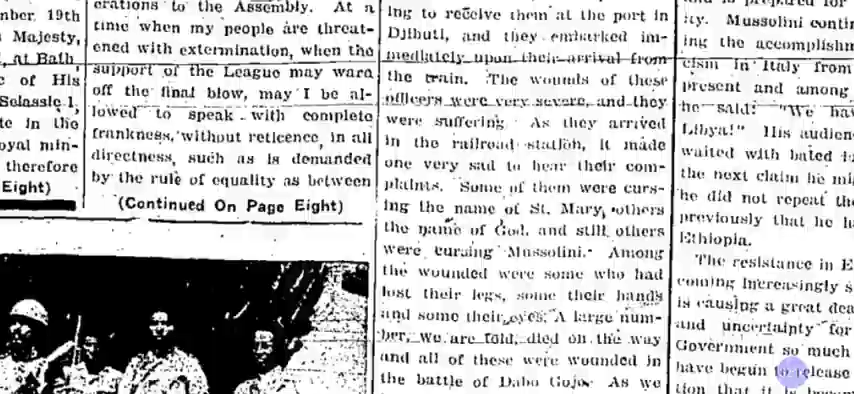 nber 19th
Majesty,
, at Bath,
c of His
Selassie I,
te in the
oyal min-
therefore
Eight)
erations to the Assembly. At a
time when my people are threat-
ened with extermination, when the
support of the League may ward
off the final blow, may I be al-
lowed to speak with complete
frankness, without reticence, in all
directness, such as is demanded
by the rule of equality as between
(Continued On Page Eight)
ing to receive them at the port in
Djibuti, and they embarked im-
mediately upon their arrival from
the train. The wounds of these
officers were very severe, and they
were suffering. As they arrived
in the railroad station, it made
one very sad to hear their com-
plaints. Some of them were curs-
ing the name of St. Mary, others
the name of God, and still others
were cursing Mussolini. Among
the wounded were some who had
lost their legs, some their hands
and some their eyes. A large num-
ber, we are told, died on the way
and all of these were wounded in
the battle of Dabo Gojo. As we
and is prepared for
ity. Mussolini contin
ing the accomplishm
cism in Italy from
present and among
he said: "We hav
Libya!" His audien
waited with bated
the next claim he mi
he did not repeat the
previously that he h
Ethiopia.
The resistance in E
coming increasingly s
is causing a great dea
and uncertainty for
Government so much
have begun to release
tion that it is